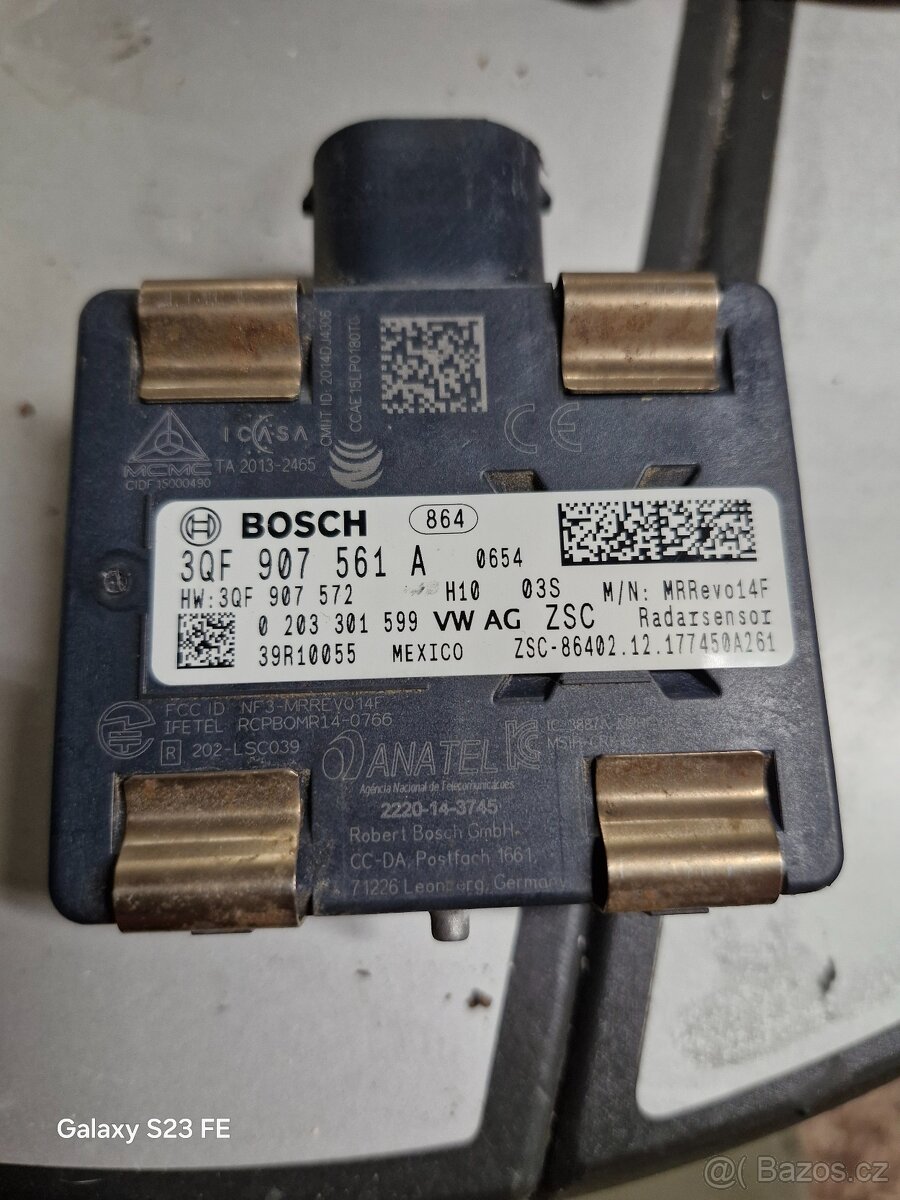 CMIIT ID: 2014DJ4306
CCAE15LP0180T6
ICASA
TA 2013-2465
MCMC
CIDF15000490
CE
BOSCH 864
3QF 907 561 A 0654
HW:3QF 907 572 H10 03S M/N: MRRevo14F
0 203 301 599 VW AG ZSC Radarsensor
39R10055 MEXICO ZSC-86402.12.177450A261
FCC ID NF3-MRREVO14F
IFETEL RCPBOMR14-0766
R 202-LSC039
ANATEL
Agência Nacional de Telecomunicações
2220-14-3745
Robert Bosch GmbH
CC-DA, Postfach 1661,
71226 Leonberg, Germany
Galaxy S23 FE
@( Bazos.cz